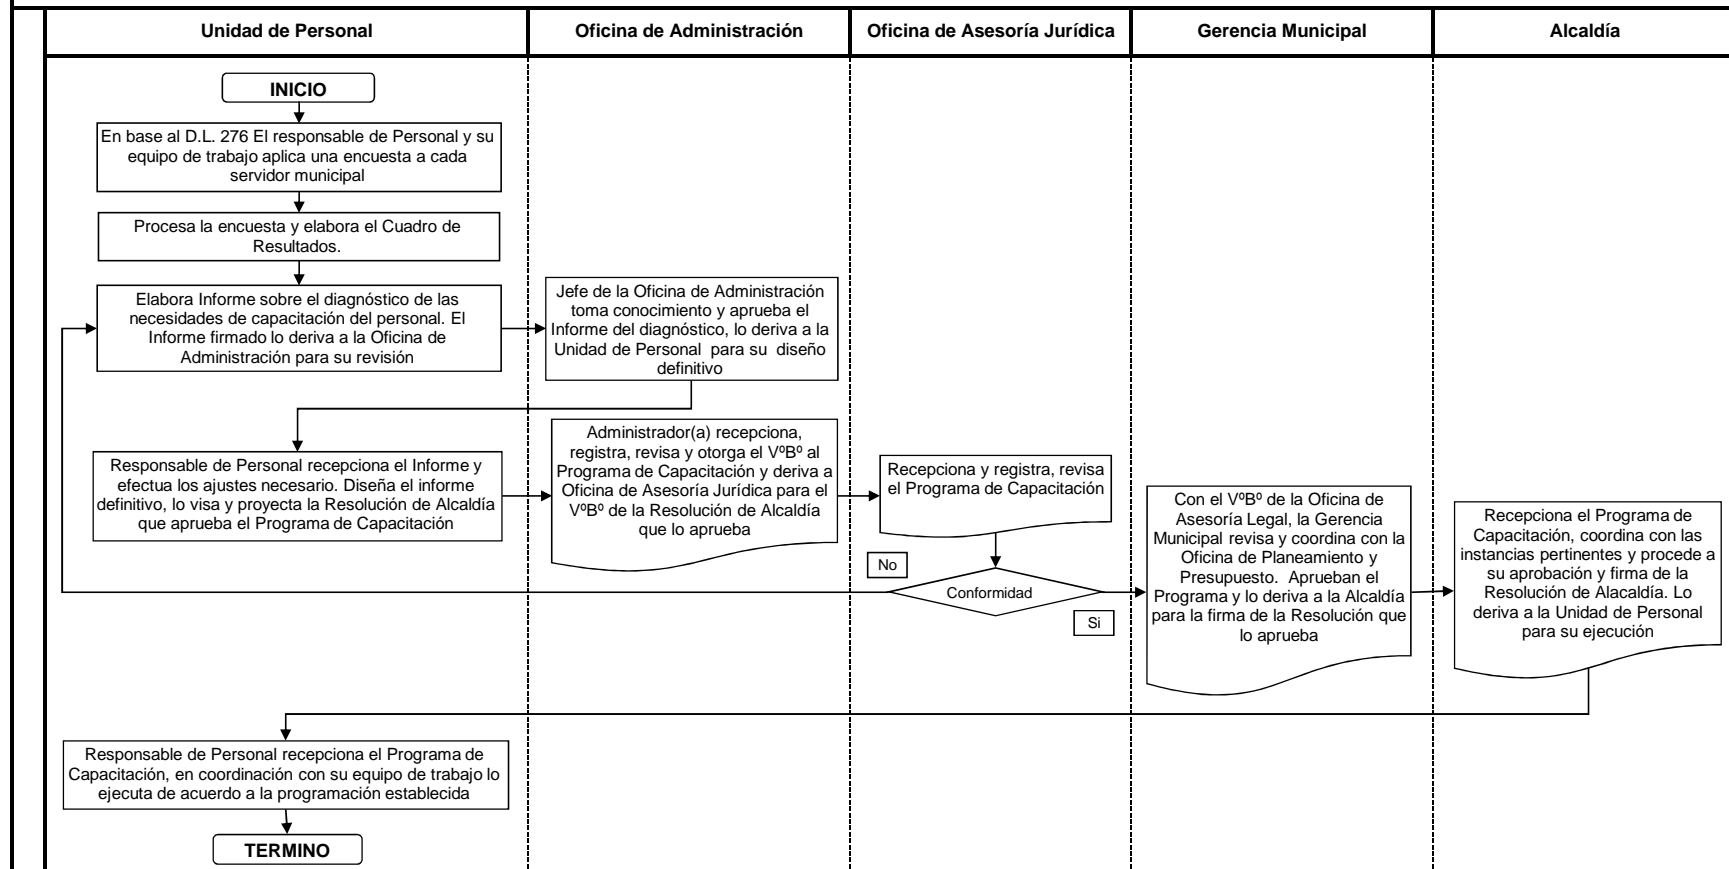 Unidad de Personal
Oficina de Administración
Oficina de Asesoría Jurídica
Gerencia Municipal
Alcaldía
INICIO
En base al D.L. 276 El responsable de Personal y su
equipo de trabajo aplica una encuesta a cada
servidor municipal
Procesa la encuesta y elabora el Cuadro de
Resultados.
Elabora Informe sobre el diagnóstico de las
necesidades de capacitación del personal. El
Informe firmado lo deriva a la Oficina de
Administración para su revisión
Jefe de la Oficina de Administración
toma conocimiento y aprueba el
Informe del diagnóstico, lo deriva a la
Unidad de Personal para su diseño
definitivo
Responsable de Personal recepciona el Informe y
efectua los ajustes necesario. Diseña el informe
definitivo, lo visa y proyecta la Resolución de Alcaldía
que aprueba el Programa de Capacitación
Administrador(a) recepciona,
registra, revisa y otorga el VºBº al
Programa de Capacitación y deriva a
Oficina de Asesoría Jurídica para el
VºBº de la Resolución de Alcaldía
que lo aprueba
Recepciona y registra, revisa
el Programa de Capacitación
No
Conformidad
Si
Con el VºBº de la Oficina de
Asesoría Legal, la Gerencia
Municipal revisa y coordina con la
Oficina de Planeamiento y
Presupuesto. Aprueban el
Programa y lo deriva a la Alcaldía
para la firma de la Resolución que
lo aprueba
Recepciona el Programa de
Capacitación, coordina con las
instancias pertinentes y procede a
su aprobación y firma de la
Resolución de Alacaldía. Lo
deriva a la Unidad de Personal
para su ejecución
Responsable de Personal recepciona el Programa de
Capacitación, en coordinación con su equipo de trabajo lo
ejecuta de acuerdo a la programación establecida
TERMINO